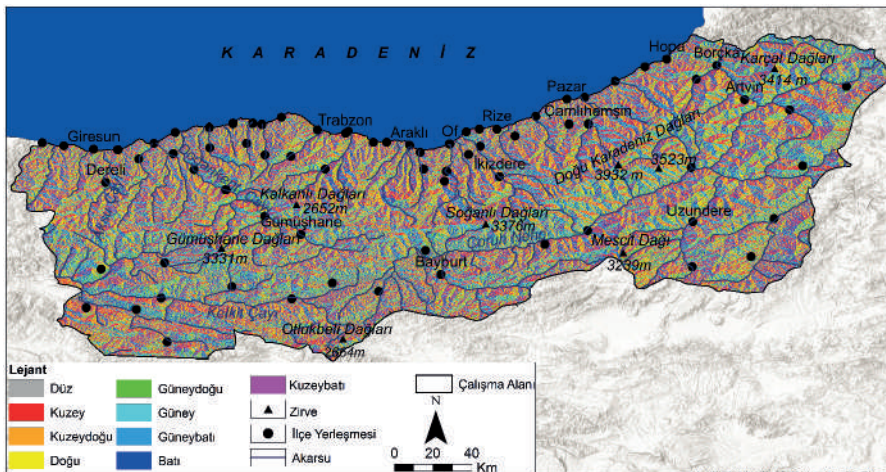 KARADENİZ
Hopa
Borçka
Karçal Dağları
3414 m
Artvin
Pazar
Çamlıhemşin
Rize
Of
Araklı
Trabzon
Giresun
Dereli
İkizdere
Doğu Karadeniz Dağları
3523m
3932 m
Kalkanlı Dağları
2652m
Gümüşhane
Soğanlı Dağları
3376m
Uzundere
Gümüşhane Dağları
3331m
Çoruh Nehri
Mescit Dağı
3239m
Bayburt
Kelkit Çayı
Otlukbeli Dağları
Lejant
Düz
Kuzey
Kuzeydoğu
Doğu
Güneydoğu
Güney
Güneybatı
Batı
Kuzeybatı
Zirve
İlçe Yerleşmesi
Akarsu
Çalışma Alanı
N
0 20 40
Km